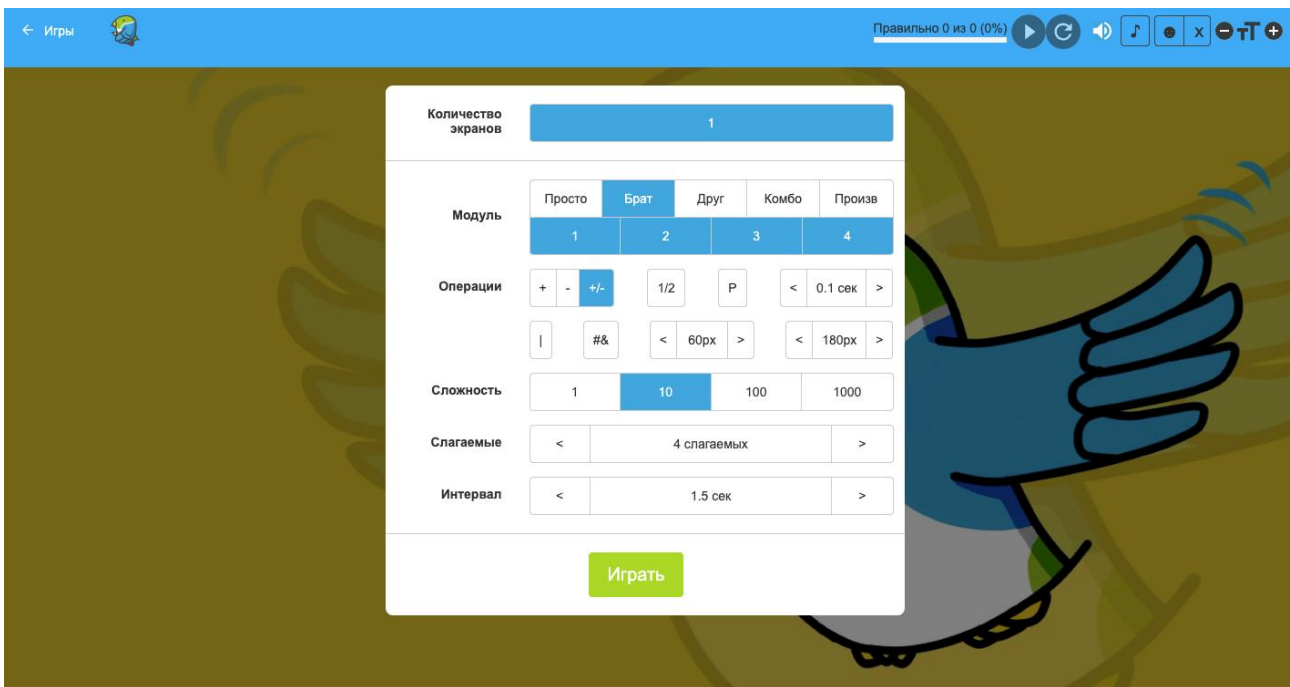 ← Игры
Правильно 0 из 0 (0%)
x
тТ
Количество экранов
1
Модуль
Просто Брат Друг Комбо Произв
1 2 3 4
Операции
+ - +/- 1/2 P < 0.1 сек >
| #& < 60px > < 180px >
Сложность
1 10 100 1000
Слагаемые
< 4 слагаемых >
Интервал
< 1.5 сек >
Играть